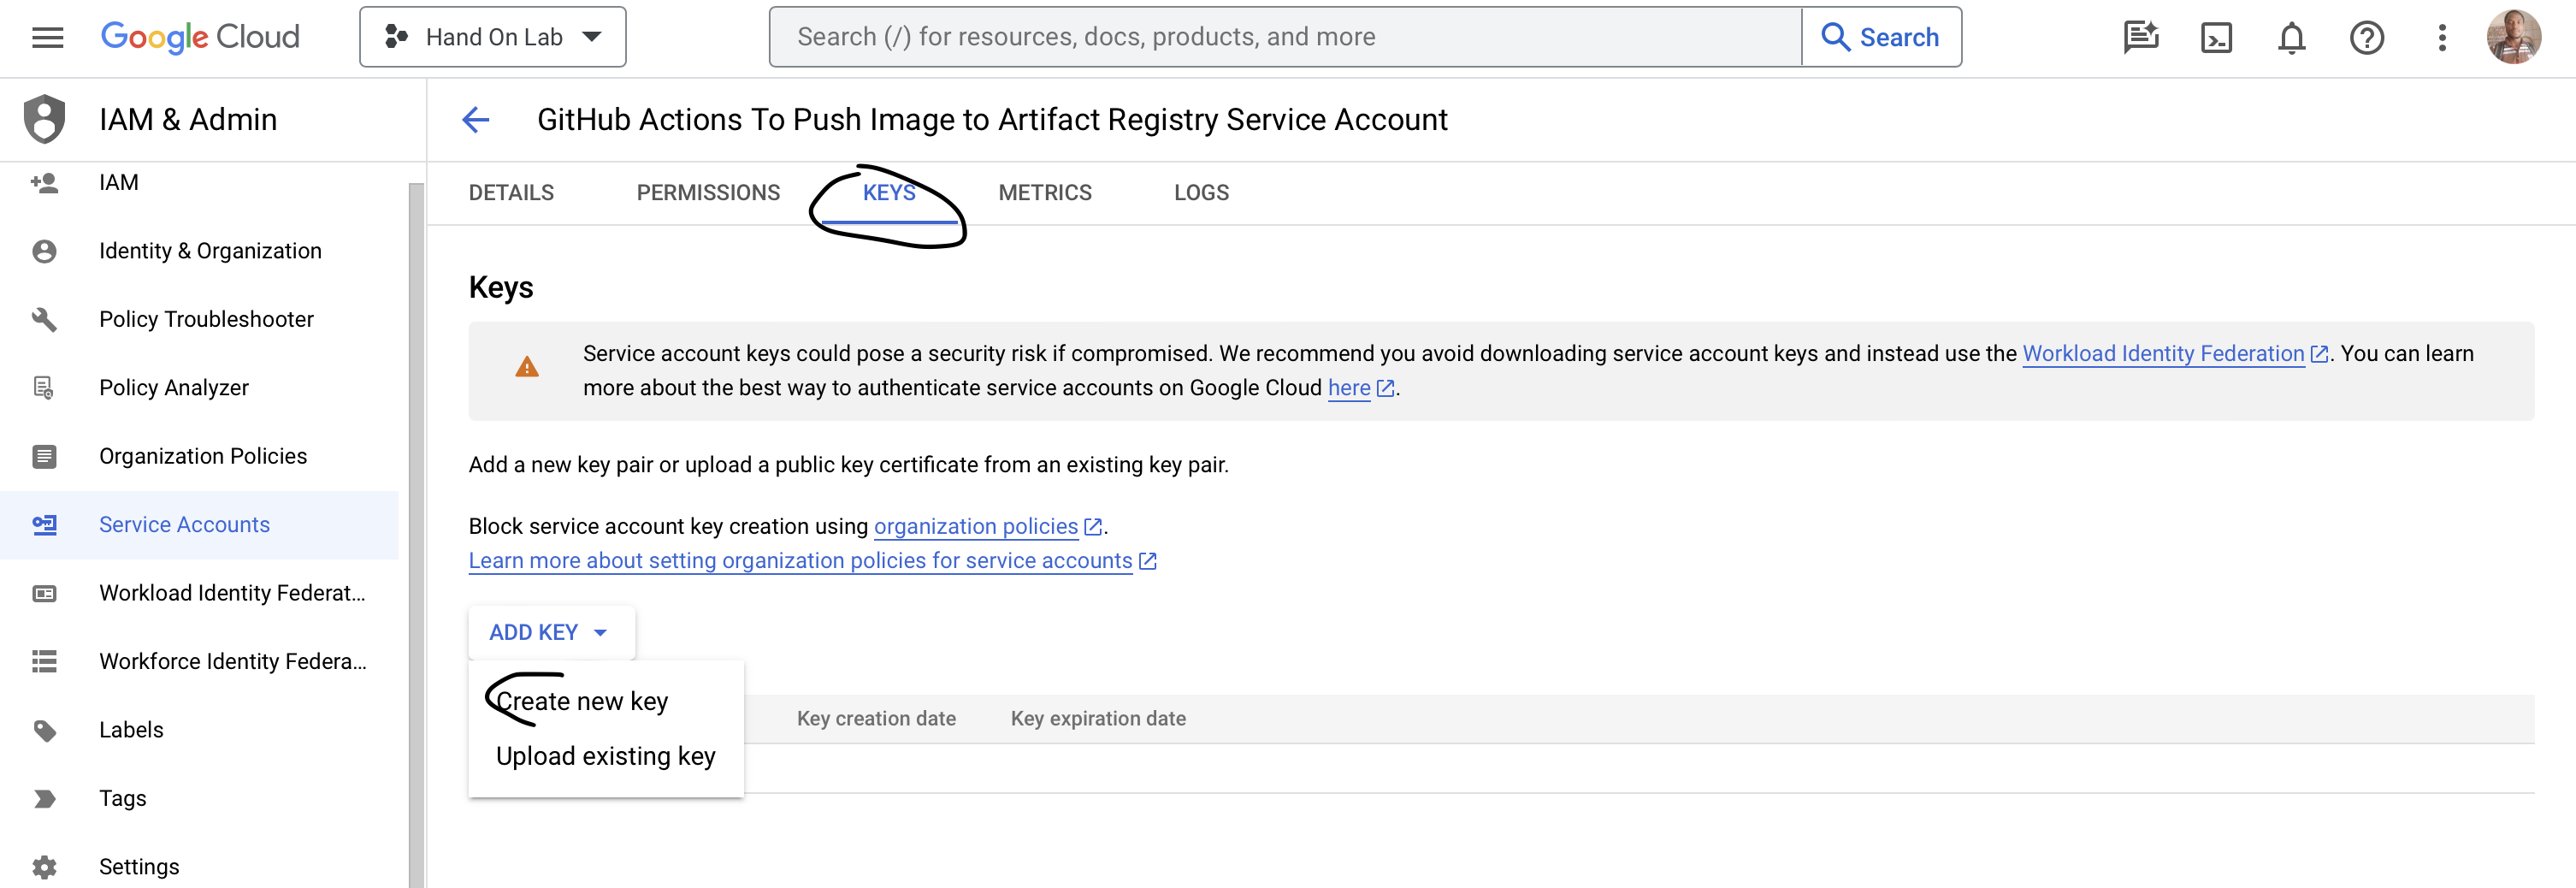 Google Cloud
Hand On Lab
Search (/) for resources, docs, products, and more
Search
IAM & Admin
GitHub Actions To Push Image to Artifact Registry Service Account
IAM
Identity & Organization
Policy Troubleshooter
Policy Analyzer
Organization Policies
Service Accounts
Workload Identity Federat...
Workforce Identity Federa...
Labels
Tags
Settings
DETAILS
PERMISSIONS
KEYS
METRICS
LOGS
Keys
Service account keys could pose a security risk if compromised. We recommend you avoid downloading service account keys and instead use the Workload Identity Federation. You can learn
more about the best way to authenticate service accounts on Google Cloud here.
Add a new key pair or upload a public key certificate from an existing key pair.
Block service account key creation using organization policies.
Learn more about setting organization policies for service accounts
ADD KEY
Create new key
Upload existing key
Key creation date
Key expiration date